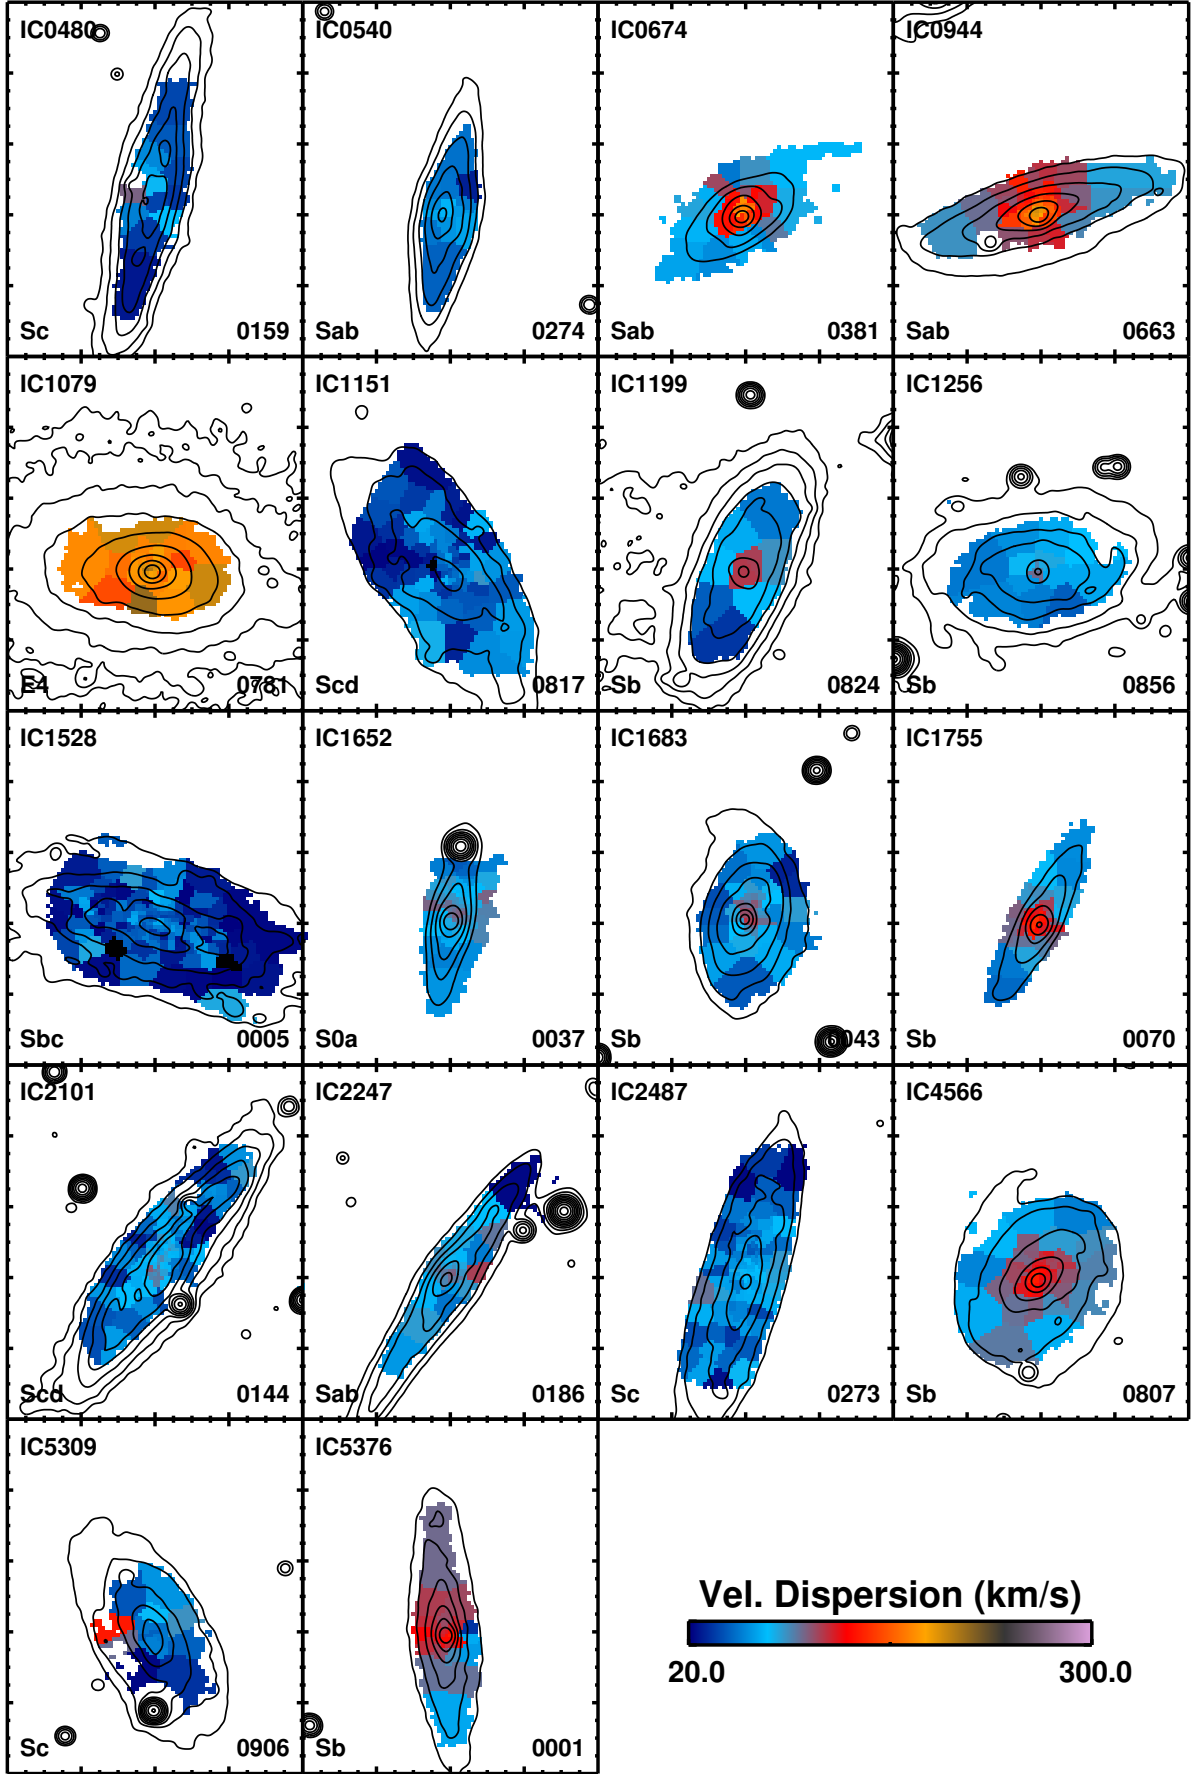 IC0480 IC0540 IC0674 IC0944
Sc 0159 Sab 0274 Sab 0381 Sab 0663
IC1079 IC1151 IC1199 IC1256
E4 0781 Scd 0817 Sb 0824 Sb 0856
IC1528 IC1652 IC1683 IC1755
Sbc 0005 S0a 0037 Sb 0043 Sb 0070
IC2101 IC2247 IC2487 IC4566
Scd 0144 Sab 0186 Sc 0273 Sb 0807
IC5309 IC5376
Vel. Dispersion (km/s)
20.0 300.0
Sc 0906 Sb 0001